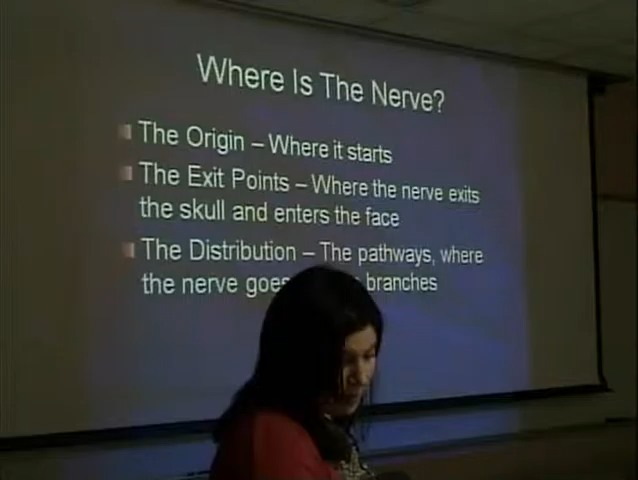 Where Is The Nerve?
The Origin – Where it starts
The Exit Points – Where the nerve exits
the skull and enters the face
The Distribution – The pathways, where
the nerve goes branches